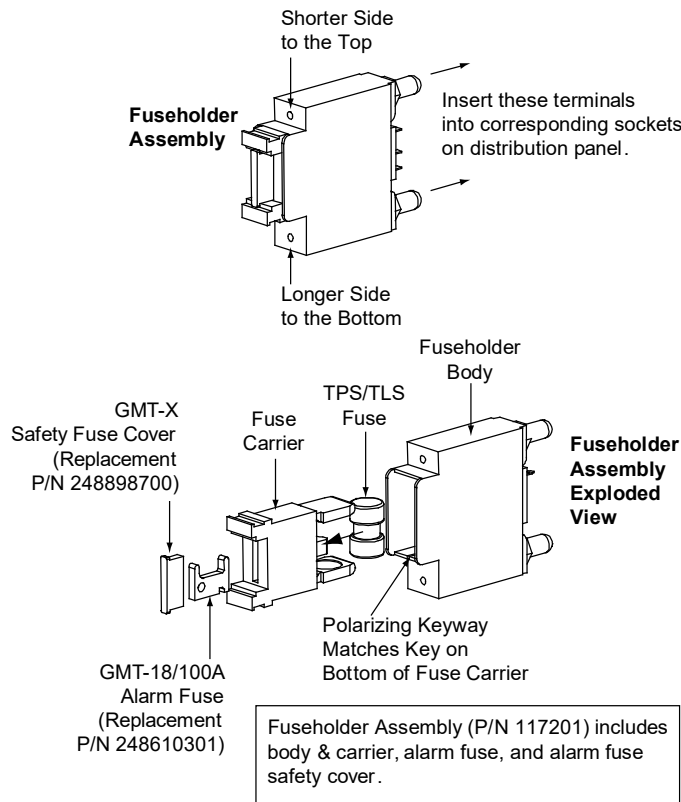 Shorter Side
to the Top
Fuseholder
Assembly
Insert these terminals
into corresponding sockets
on distribution panel.
Longer Side
to the Bottom
Fuseholder
Body
TPS/TLS
Fuse
GMT-X
Safety Fuse Cover
(Replacement
P/N 248898700)
Fuse
Carrier
Fuseholder
Assembly
Exploded
View
Polarizing Keyway
Matches Key on
Bottom of Fuse Carrier
GMT-18/100A
Alarm Fuse
(Replacement
P/N 248610301)
Fuseholder Assembly (P/N 117201) includes
body & carrier, alarm fuse, and alarm fuse
safety cover.